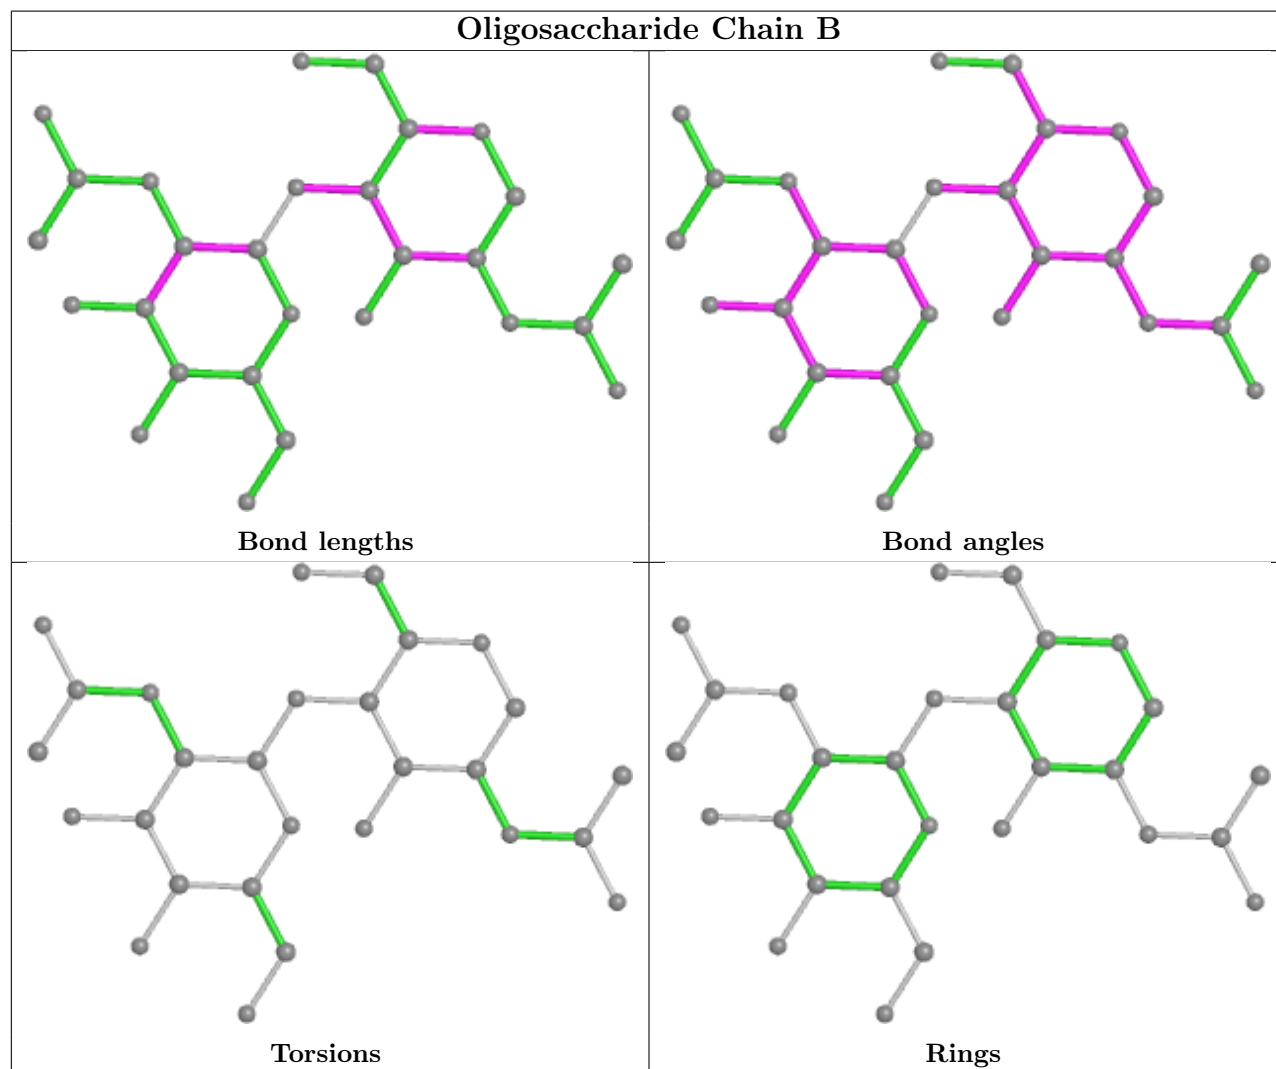 Oligosaccharide Chain B
Bond lengths
Bond angles
Torsions
Rings